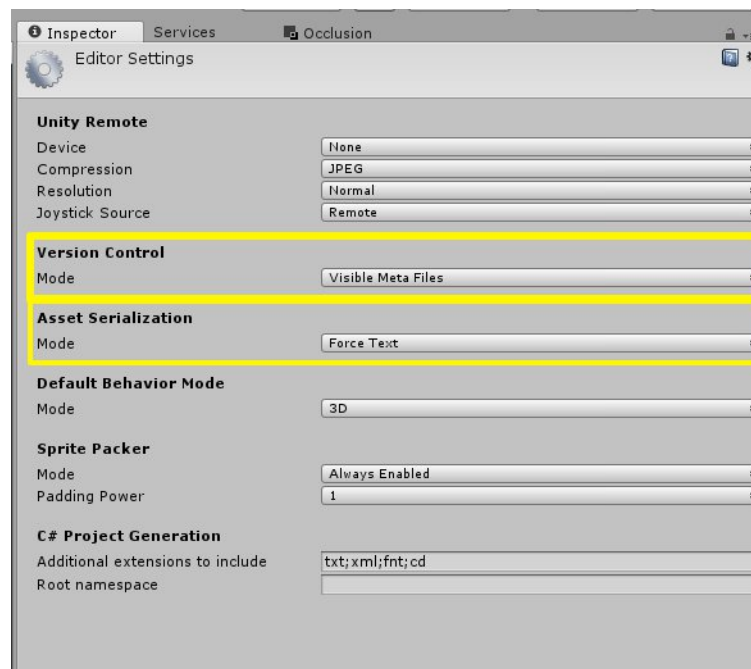 Inspector Services Occlusion
Editor Settings
Unity Remote
Device None
Compression JPEG
Resolution Normal
Joystick Source Remote
Version Control
Mode Visible Meta Files
Asset Serialization
Mode Force Text
Default Behavior Mode
Mode 3D
Sprite Packer
Mode Always Enabled
Padding Power 1
C# Project Generation
Additional extensions to include txt;xml;fnt;cd
Root namespace